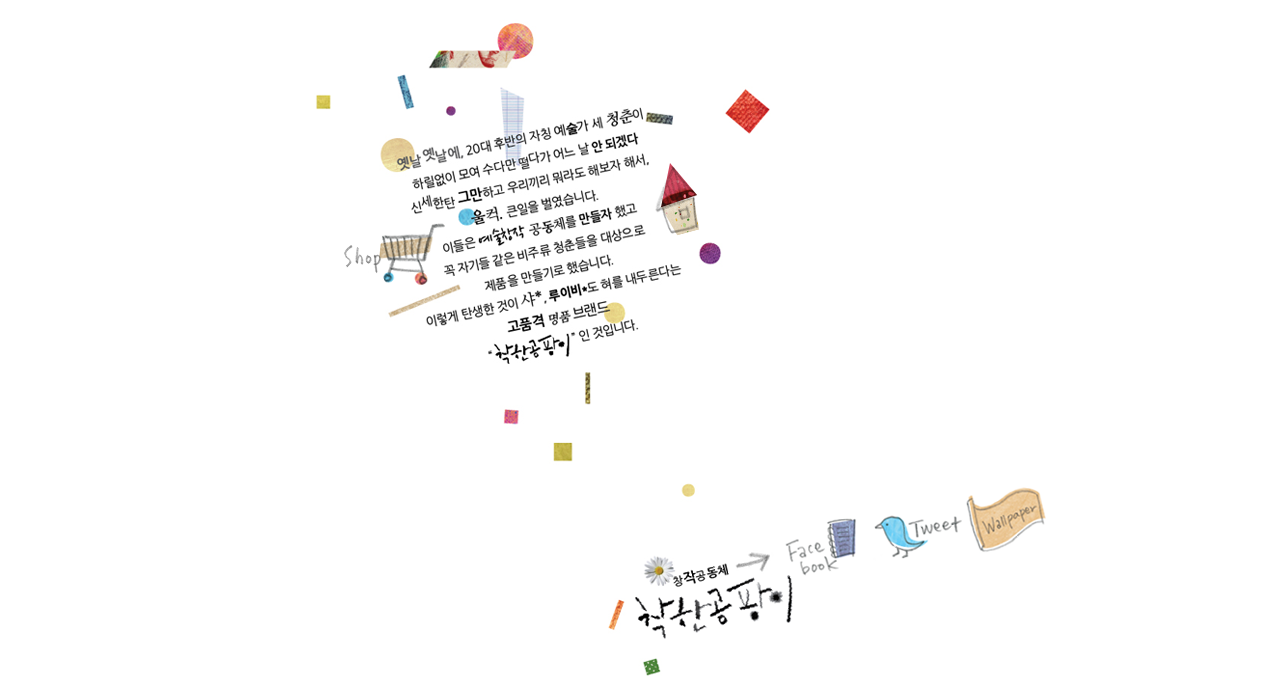 옛날 옛날에, 20대 후반의 자칭 예술가 세 청춘이
하릴없이 모여 수다만 떨다가 어느 날 안 되겠다
신세한탄 그만하고 우리끼리 뭐라도 해보자 해서,
울컥, 큰일을 벌였습니다.
이들은 예술창작 공동체를 만들자 했고
꼭 자기들 같은 비주류 청춘들을 대상으로
제품을 만들기로 했습니다.
이렇게 탄생한 것이 샤*, 루이비*도 혀를 내두른다는
고품격 명품 브랜드
"착한공팡이" 인 것입니다.
Shop
창작공동체
착한공팡이
Face
book
Tweet
Wallpaper